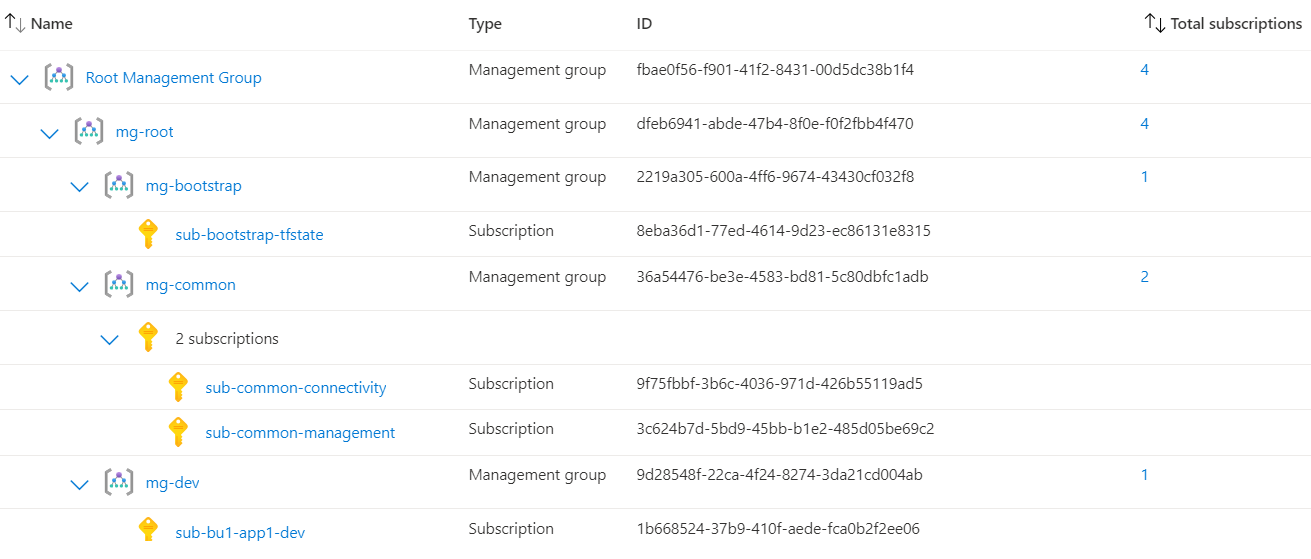 Name Type ID Total subscriptions
Root Management Group Management group fbae0f56-f901-41f2-8431-00d5dc38b1f4 4
mg-root Management group dfeb6941-abde-47b4-8f0e-f0f2fbb4f470 4
mg-bootstrap Management group 2219a305-600a-4ff6-9674-43430cf032f8 1
sub-bootstrap-tfstate Subscription 8eba36d1-77ed-4614-9d23-ec86131e8315
mg-common Management group 36a54476-be3e-4583-bd81-5c80dbfc1adb 2
2 subscriptions
sub-common-connectivity Subscription 9f75fbbf-3b6c-4036-971d-426b55119ad5
sub-common-management Subscription 3c624b7d-5bd9-45bb-b1e2-485d05be69c2
mg-dev Management group 9d28548f-22ca-4f24-8274-3da21cd004ab 1
sub-bu1-app1-dev Subscription 1b668524-37b9-410f-aede-fca0b2f2ee06